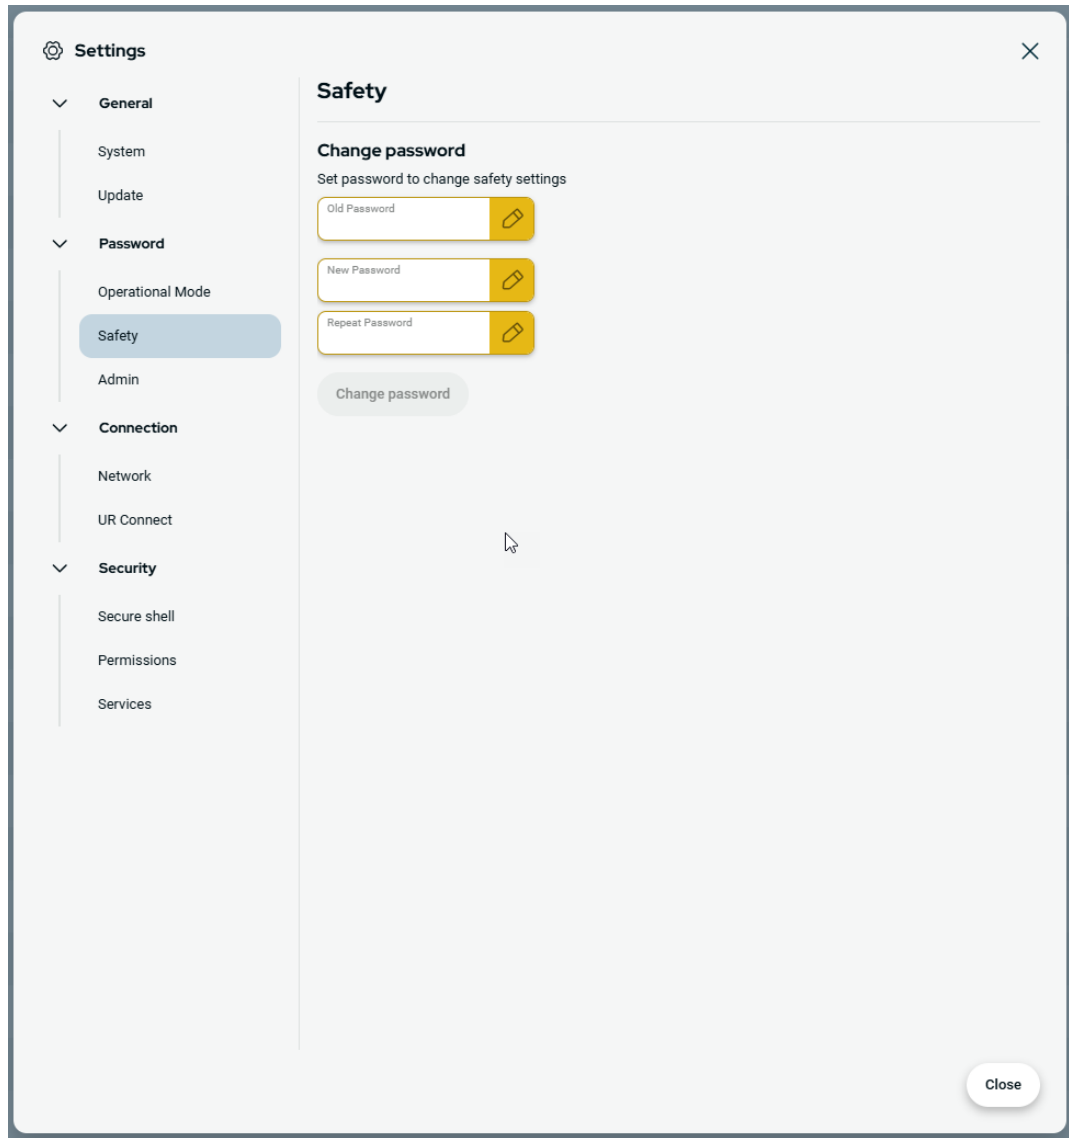 Settings
General
System
Update
Password
Operational Mode
Safety
Admin
Connection
Network
UR Connect
Security
Secure shell
Permissions
Services
Safety
Change password
Set password to change safety settings
Old Password
New Password
Repeat Password
Change password
Close